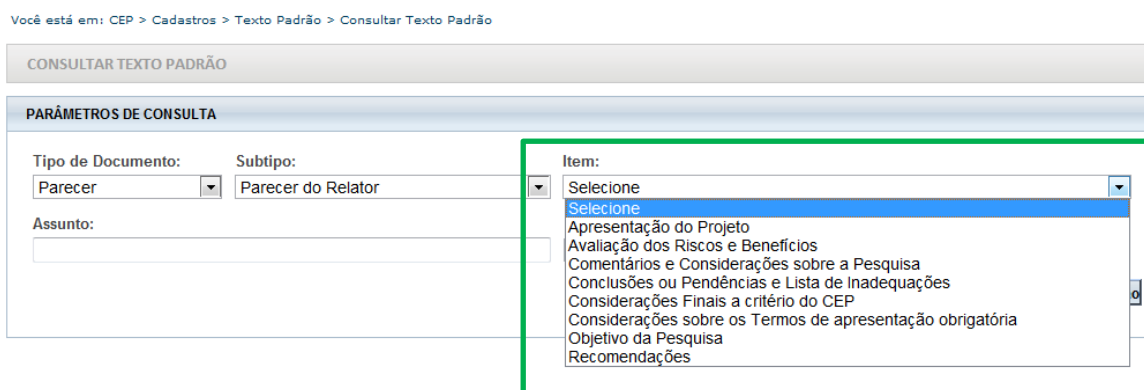 Você está em: CEP > Cadastros > Texto Padrão > Consultar Texto Padrão
CONSULTAR TEXTO PADRÃO
PARÂMETROS DE CONSULTA
Tipo de Documento: Subtipo: Item:
Parecer Parecer do Relator Selecione
Selecione
Assunto:
Apresentação do Projeto
Avaliação dos Riscos e Benefícios
Comentários e Considerações sobre a Pesquisa
Conclusões ou Pendências e Lista de Inadequações
Considerações Finais a critério do CEP
Considerações sobre os Termos de apresentação obrigatória
Objetivo da Pesquisa
Recomendações